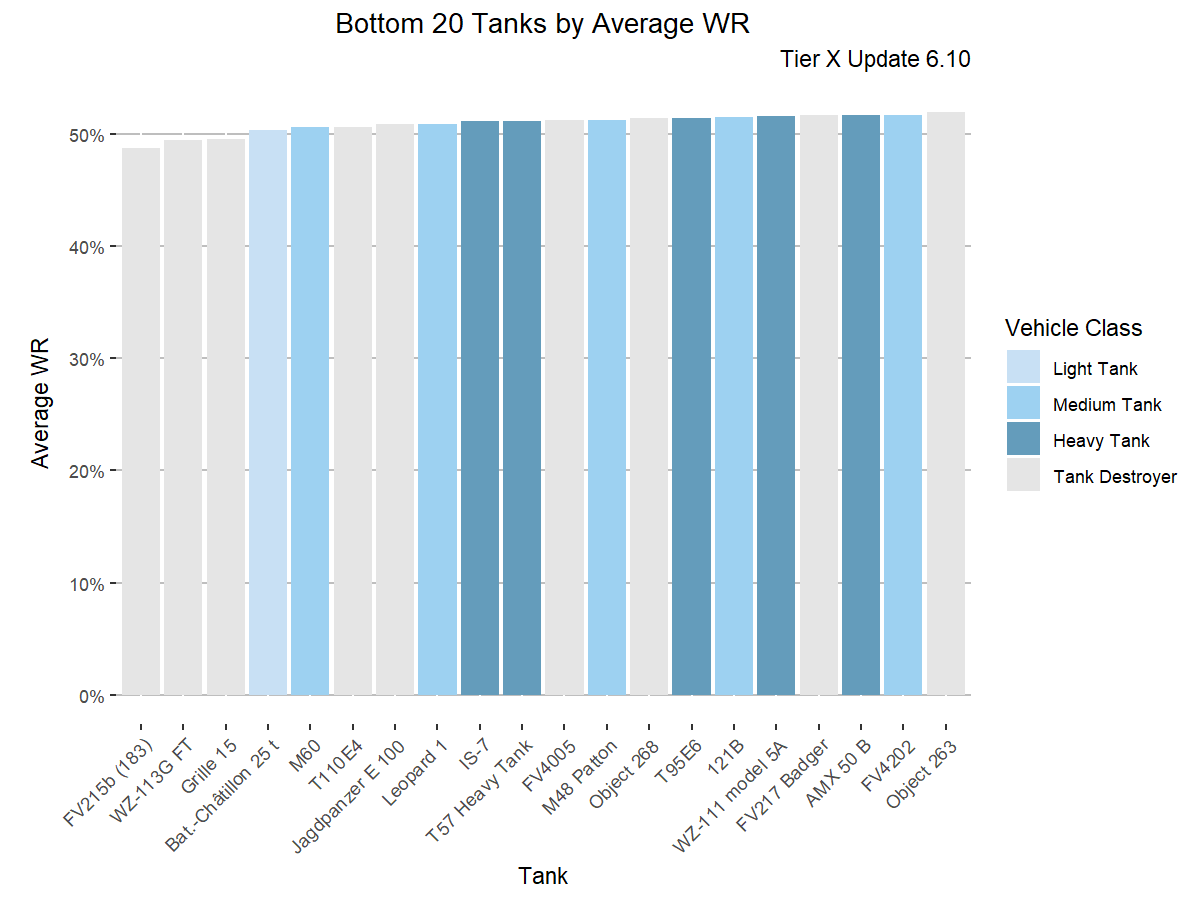 Bottom 20 Tanks by Average WR
Tier X Update 6.10
50%
40%
30%
20%
10%
0%
Average WR
FV215b (183)
WZ-113G FT
Grille 15
Bat.-Châtillon 25 t
M60
T110E4
Jagdpanzer E 100
Leopard 1
IS-7
T57 Heavy Tank
FV4005
M48 Patton
Object 268
T95E6
121B
WZ-111 model 5A
FV217 Badger
AMX 50 B
FV4202
Object 263
Tank
Vehicle Class
Light Tank
Medium Tank
Heavy Tank
Tank Destroyer